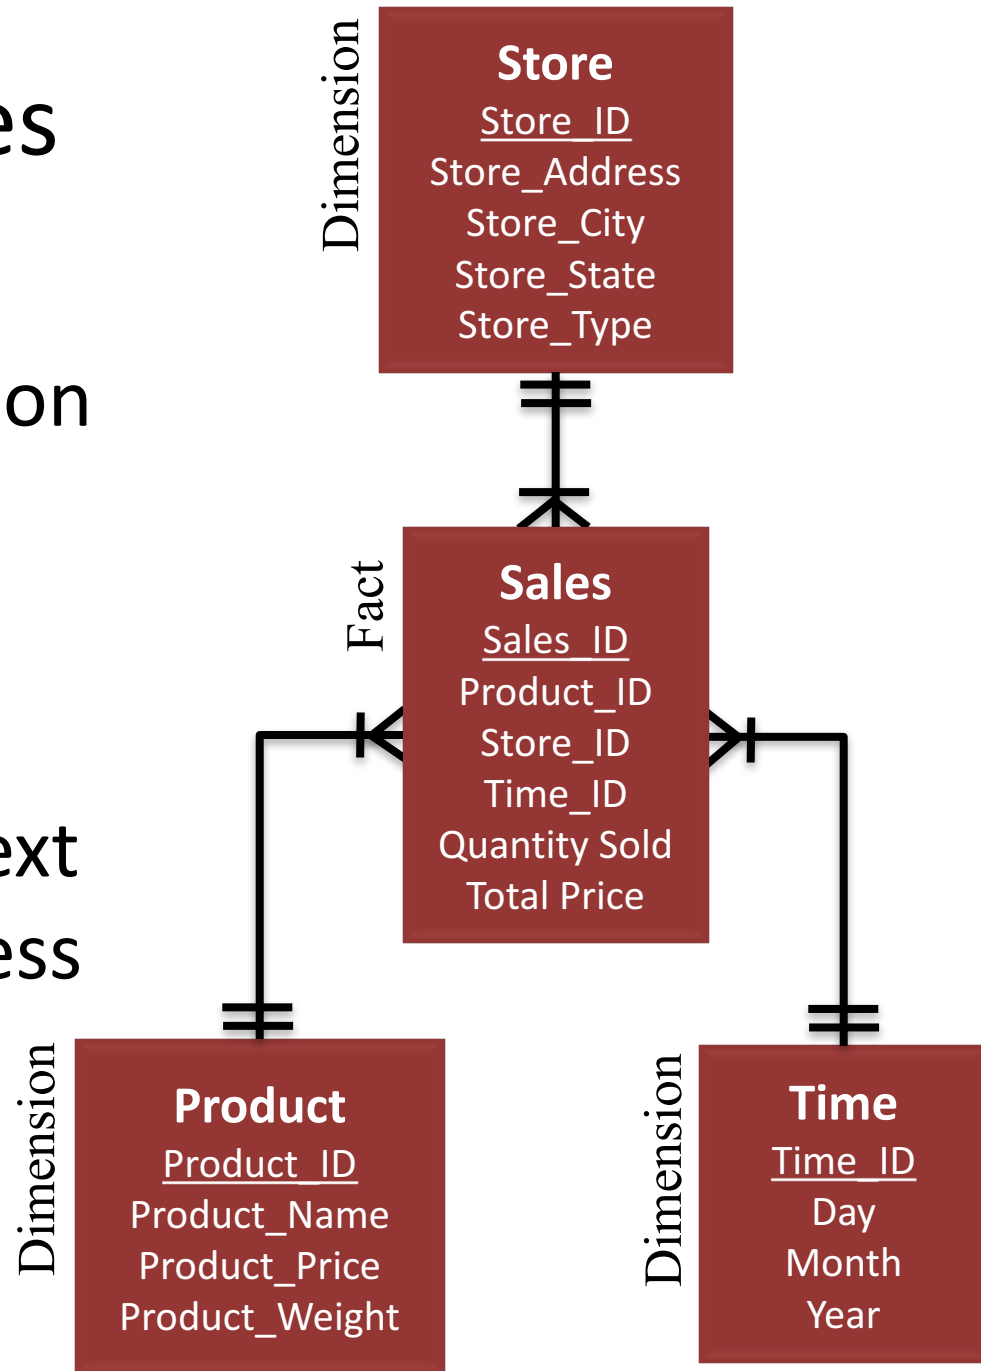 Dimension
Store
Store_ID
Store_Address
Store_City
Store_State
Store_Type
es
on
Fact
Sales
Sales_ID
Product_ID
Store_ID
Time_ID
Quantity Sold
Total Price
ext
ess
Dimension
Product
Product_ID
Product_Name
Product_Price
Product_Weight
Dimension
Time
Time_ID
Day
Month
Year